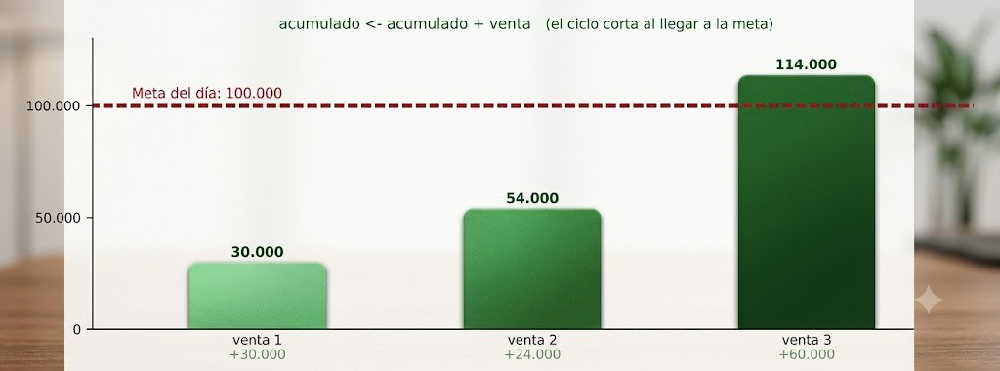 acumulado <- acumulado + venta (el ciclo corta al llegar a la meta)
114.000
Meta del día: 100.000
100.000
54.000
50.000
30.000
0
venta 1 venta 2 venta 3
+30.000 +24.000 +60.000